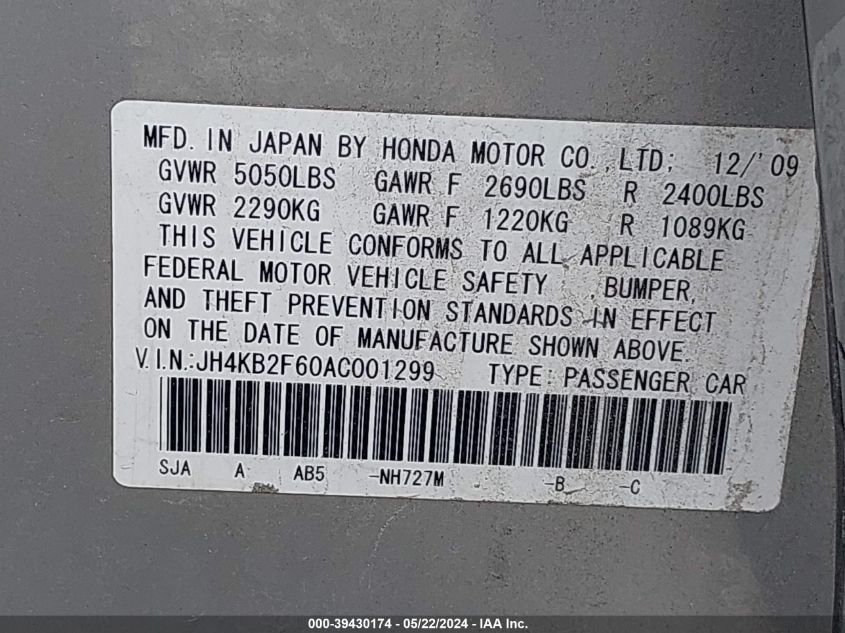 MFD. IN JAPAN BY HONDA MOTOR CO.,LTD; 12/'09
GVWR 5050LBS GAWR F 2690LBS R 2400LBS
GVWR 2290KG GAWR F 1220KG R 1089KG
THIS VEHICLE CONFORMS TO ALL APPLICABLE
FEDERAL MOTOR VEHICLE SAFETY , BUMPER,
AND THEFT PREVENTION STANDARDS IN EFFECT
ON THE DATE OF MANUFACTURE SHOWN ABOVE.
V.I.N.:JH4KB2F60AC001299 TYPE: PASSENGER CAR
SJA A AB5 -NH727M -B -C
000-39430174 - 05/22/2024 - IAA Inc.